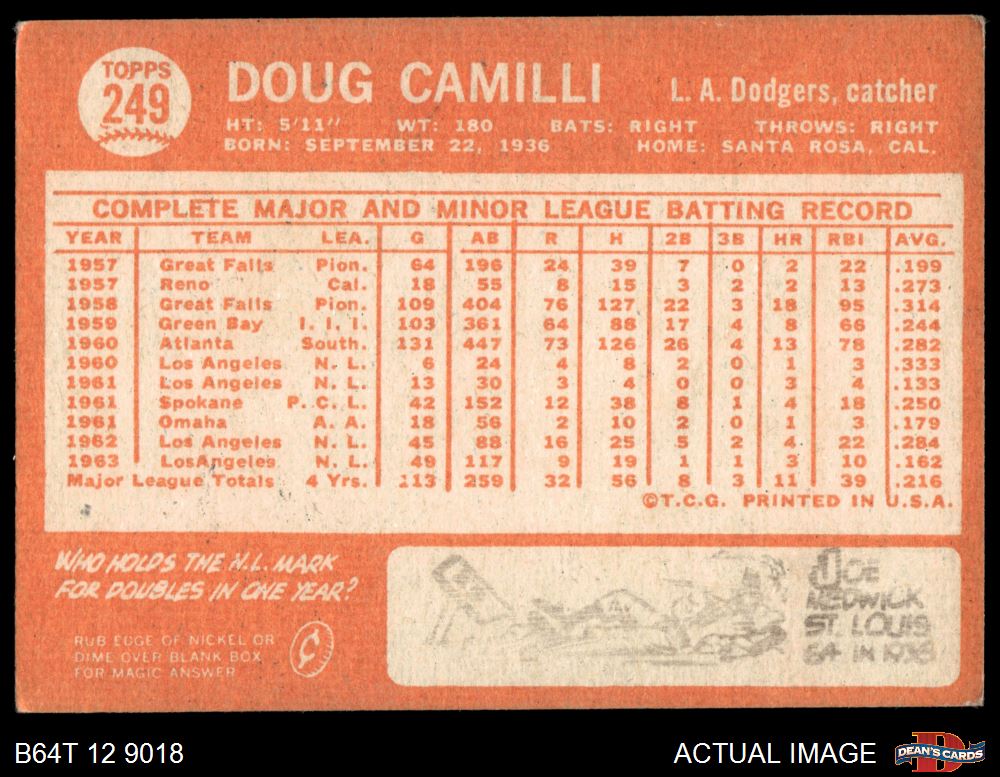 TOPPS
249
DOUG CAMILLI
L. A. Dodgers, catcher
HT: 5'11" WT: 180 BATS: RIGHT THROWS: RIGHT
BORN: SEPTEMBER 22, 1936 HOME: SANTA ROSA, CAL.
COMPLETE MAJOR AND MINOR LEAGUE BATTING RECORD
YEAR TEAM LEA. G AB R H 2B 3B HR RBI AVG.
1957 Great Falls Pion. 64 196 24 39 7 0 2 22 .199
1957 Reno Cal. 18 55 8 15 3 2 2 13 .273
1958 Great Falls Pion. 109 404 76 127 22 3 18 95 .314
1959 Green Bay I. I. I. 103 361 64 88 17 4 8 66 .244
1960 Atlanta South. 131 447 73 126 26 4 13 78 .282
1960 Los Angeles N. L. 6 24 4 8 2 0 1 3 .333
1961 Los Angeles N. L. 13 30 3 4 0 0 3 4 .133
1961 Spokane P. C. L. 42 152 12 38 8 1 4 18 .250
1961 Omaha A. A. 18 56 2 10 2 0 1 3 .179
1962 Los Angeles N. L. 45 88 16 25 5 2 4 22 .284
1963 LosAngeles N. L. 49 117 9 19 1 1 3 10 .162
Major League Totals 4 Yrs. 113 259 32 56 8 3 11 39 .216
©T.C.G. PRINTED IN U.S.A.
WHO HOLDS THE N.L. MARK
FOR DOUBLES IN ONE YEAR?
RUB EDGE OF NICKEL OR
DIME OVER BLANK BOX
FOR MAGIC ANSWER
JOE
MEDWICK
ST. LOUIS
64 IN 1936
B64T 12 9018
ACTUAL IMAGE
DEAN'S CARDS